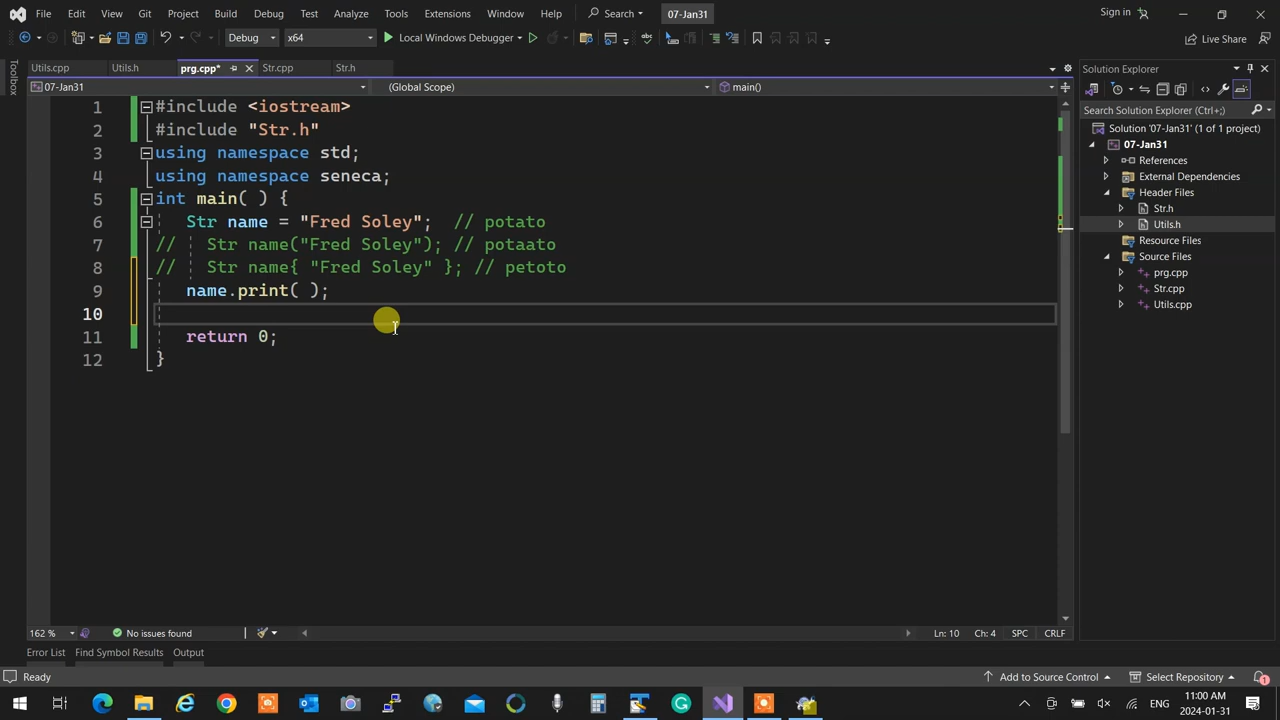 File Edit View Git Project Build Debug Test Analyze Tools Extensions Window Help Search 07-Jan31 Sign in
Debug x64 Local Windows Debugger Live Share
Utils.cpp Utils.h prg.cpp* Str.cpp Str.h
Toolbox
07-Jan31 (Global Scope) main()
1 #include <iostream>
2 #include "Str.h"
3 using namespace std;
4 using namespace seneca;
5 int main( ) {
6 Str name = "Fred Soley"; // potato
7 // Str name("Fred Soley"); // potaato
8 // Str name{ "Fred Soley" }; // petoto
9 name.print( );
10
11 return 0;
12 }
Solution Explorer
Search Solution Explorer (Ctrl+;)
Solution '07-Jan31' (1 of 1 project)
07-Jan31
References
External Dependencies
Header Files
Str.h
Utils.h
Resource Files
Source Files
prg.cpp
Str.cpp
Utils.cpp
162 % No issues found Ln: 10 Ch: 4 SPC CRLF
Error List Find Symbol Results Output
Ready Add to Source Control Select Repository 1
ENG 11:00 AM
2024-01-31